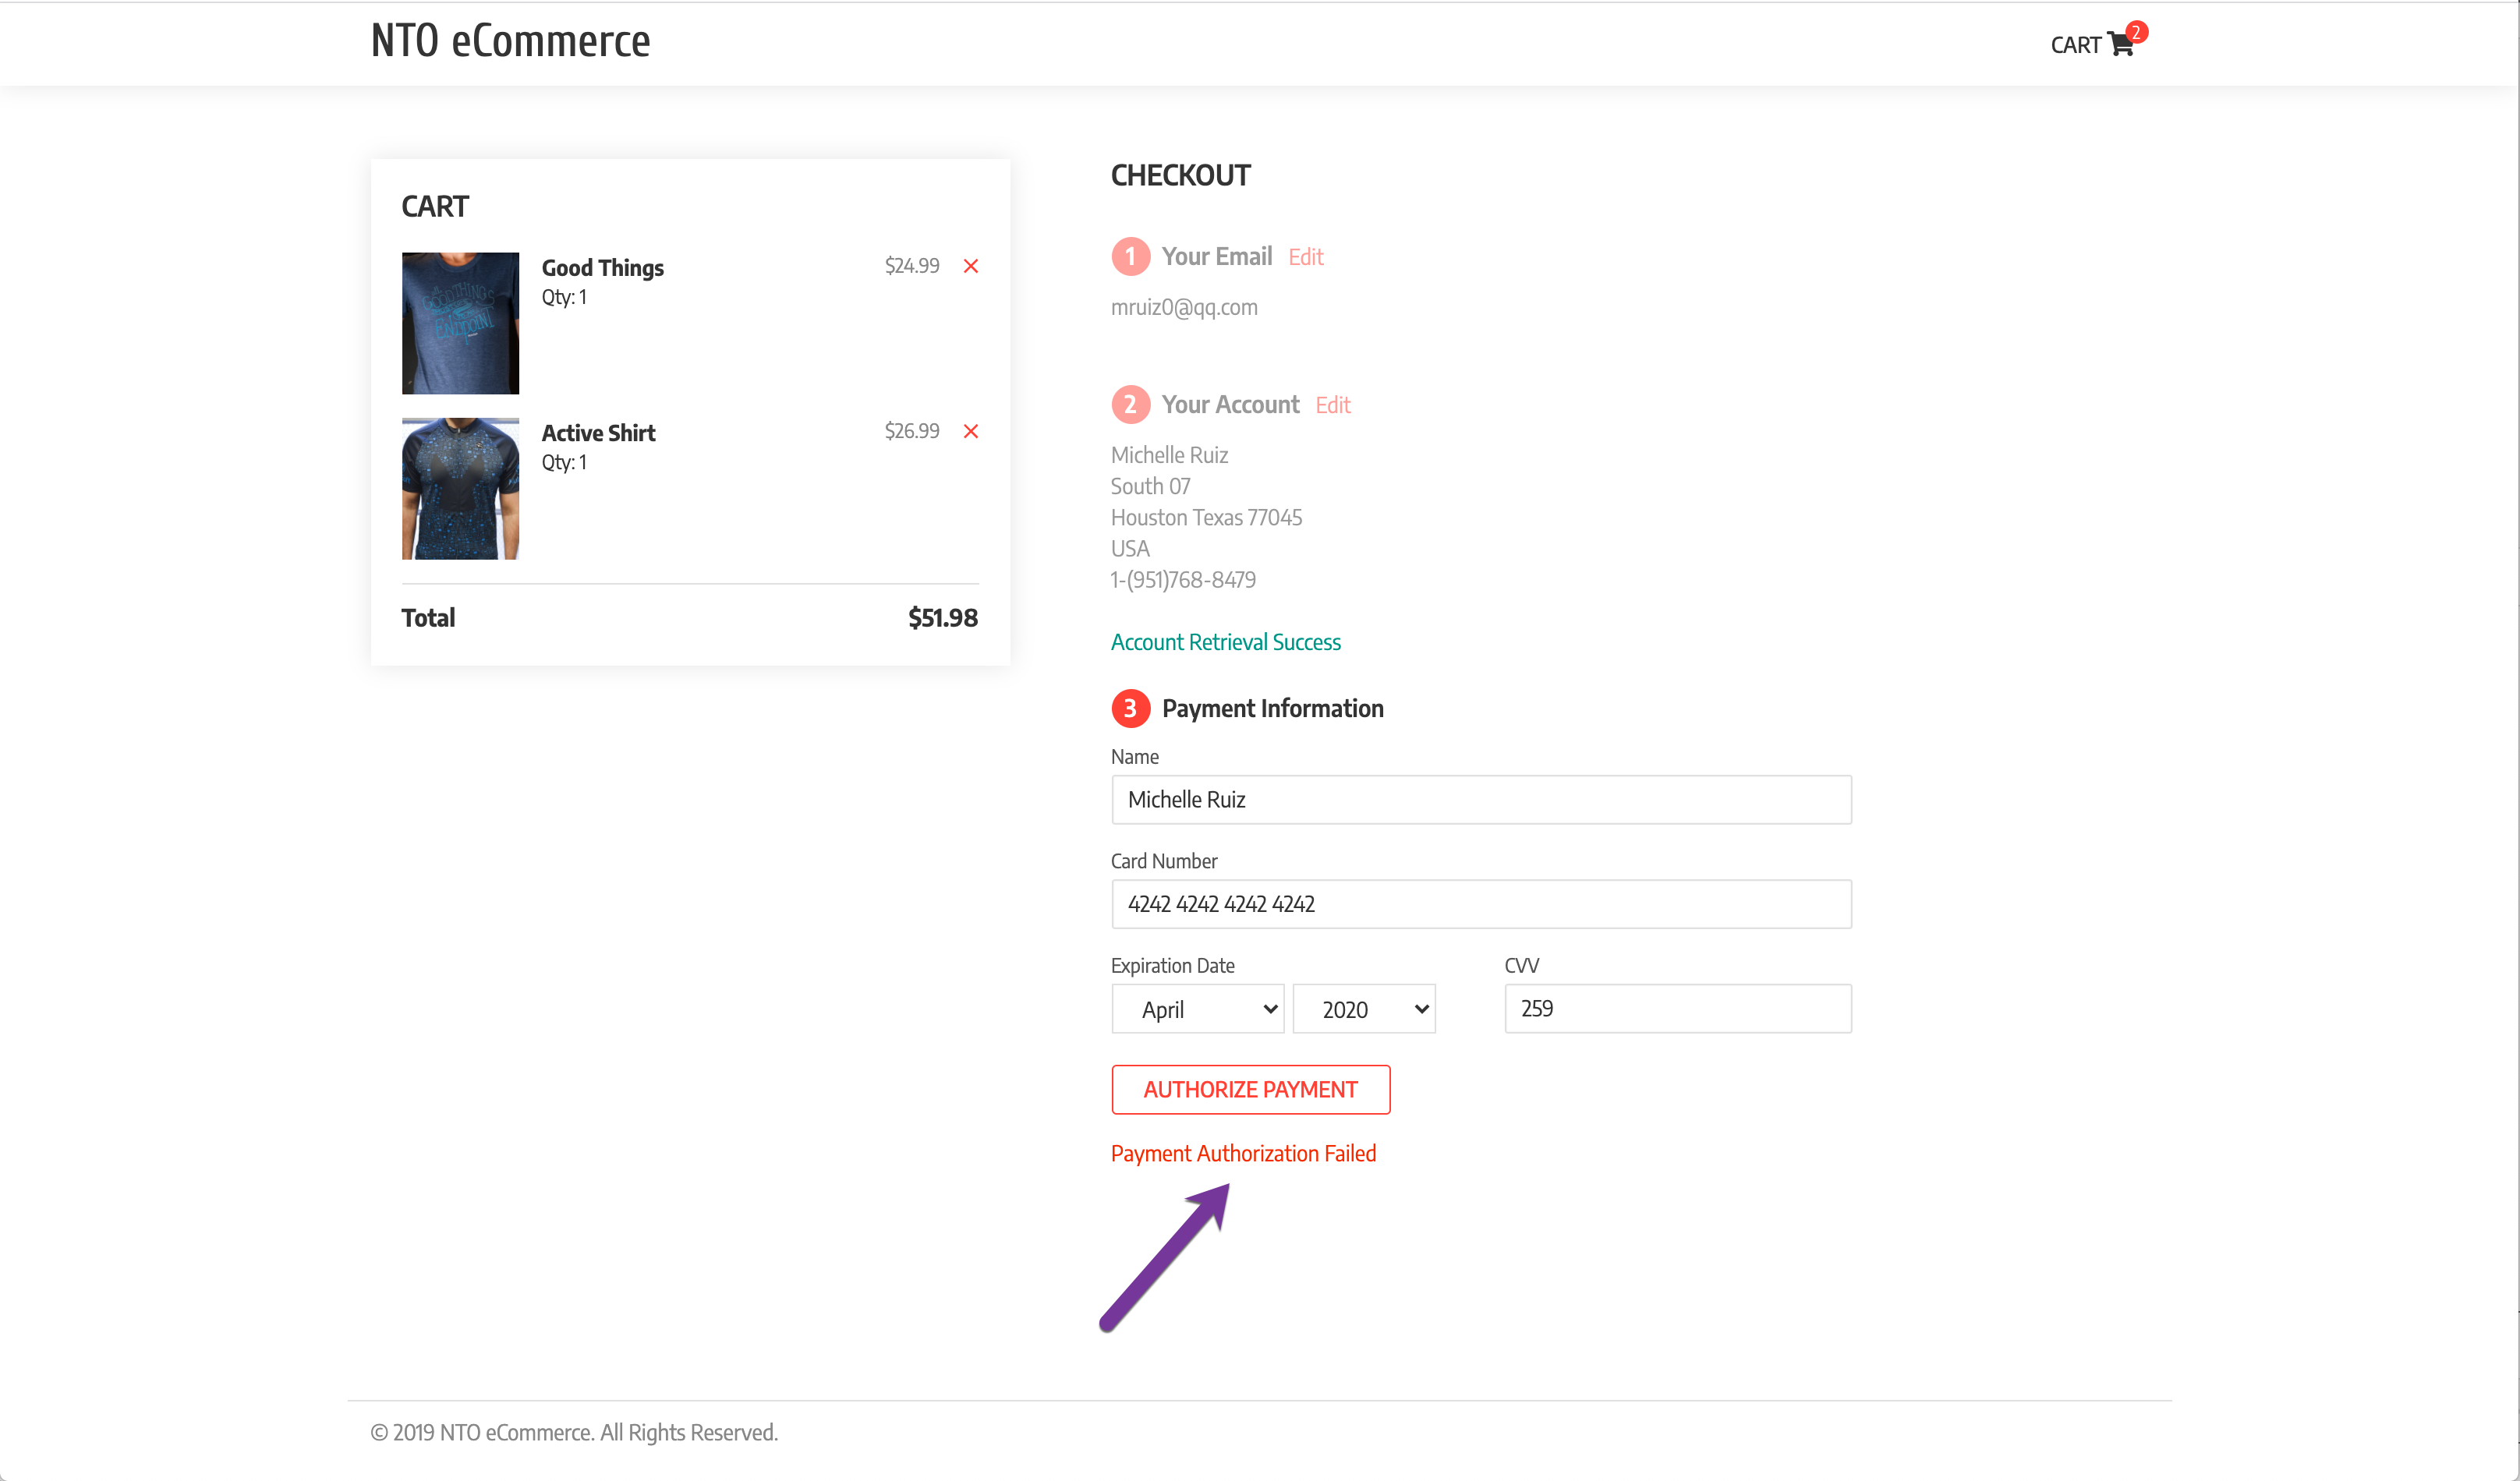 NTO eCommerce
CART 2
CART
Good Things
$24.99
Qty: 1
GOOD THINGS
ENDPOINT
Active Shirt
$26.99
Qty: 1
Total
$51.98
CHECKOUT
1 Your Email Edit
mruiz0@qq.com
2 Your Account Edit
Michelle Ruiz
South 07
Houston Texas 77045
USA
1-(951)768-8479
Account Retrieval Success
3 Payment Information
Name
Michelle Ruiz
Card Number
4242 4242 4242 4242
Expiration Date
CVV
April
2020
259
AUTHORIZE PAYMENT
Payment Authorization Failed
© 2019 NTO eCommerce. All Rights Reserved.